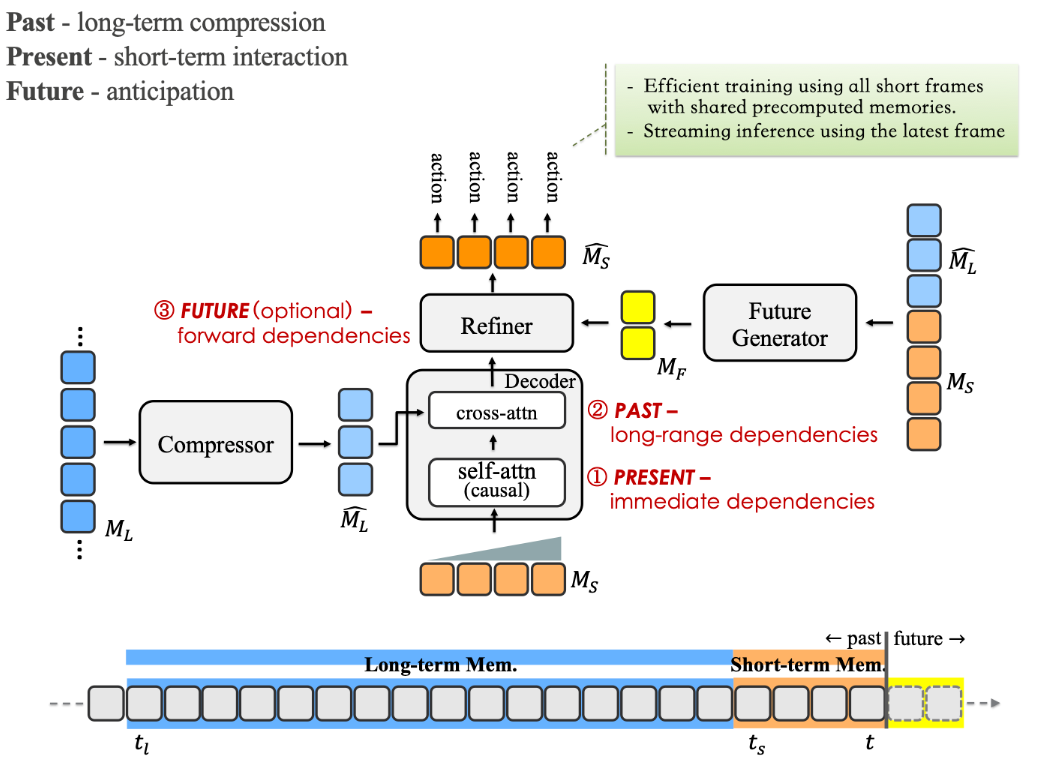 Past - long-term compression
Present - short-term interaction
Future - anticipation
- Efficient training using all short frames
with shared precomputed memories.
- Streaming inference using the latest frame
action
action
action
action
$\widehat{M_S}$
③ FUTURE (optional) –
forward dependencies
Refiner
Future
Generator
$\widehat{M_L}$
$M_F$
$M_S$
Decoder
cross-attn
② PAST –
long-range dependencies
Compressor
self-attn
(causal)
① PRESENT –
immediate dependencies
$M_L$
$\widehat{M_L}$
$M_S$
← past
future →
Long-term Mem.
Short-term Mem.
$t_l$
$t_s$
$t$